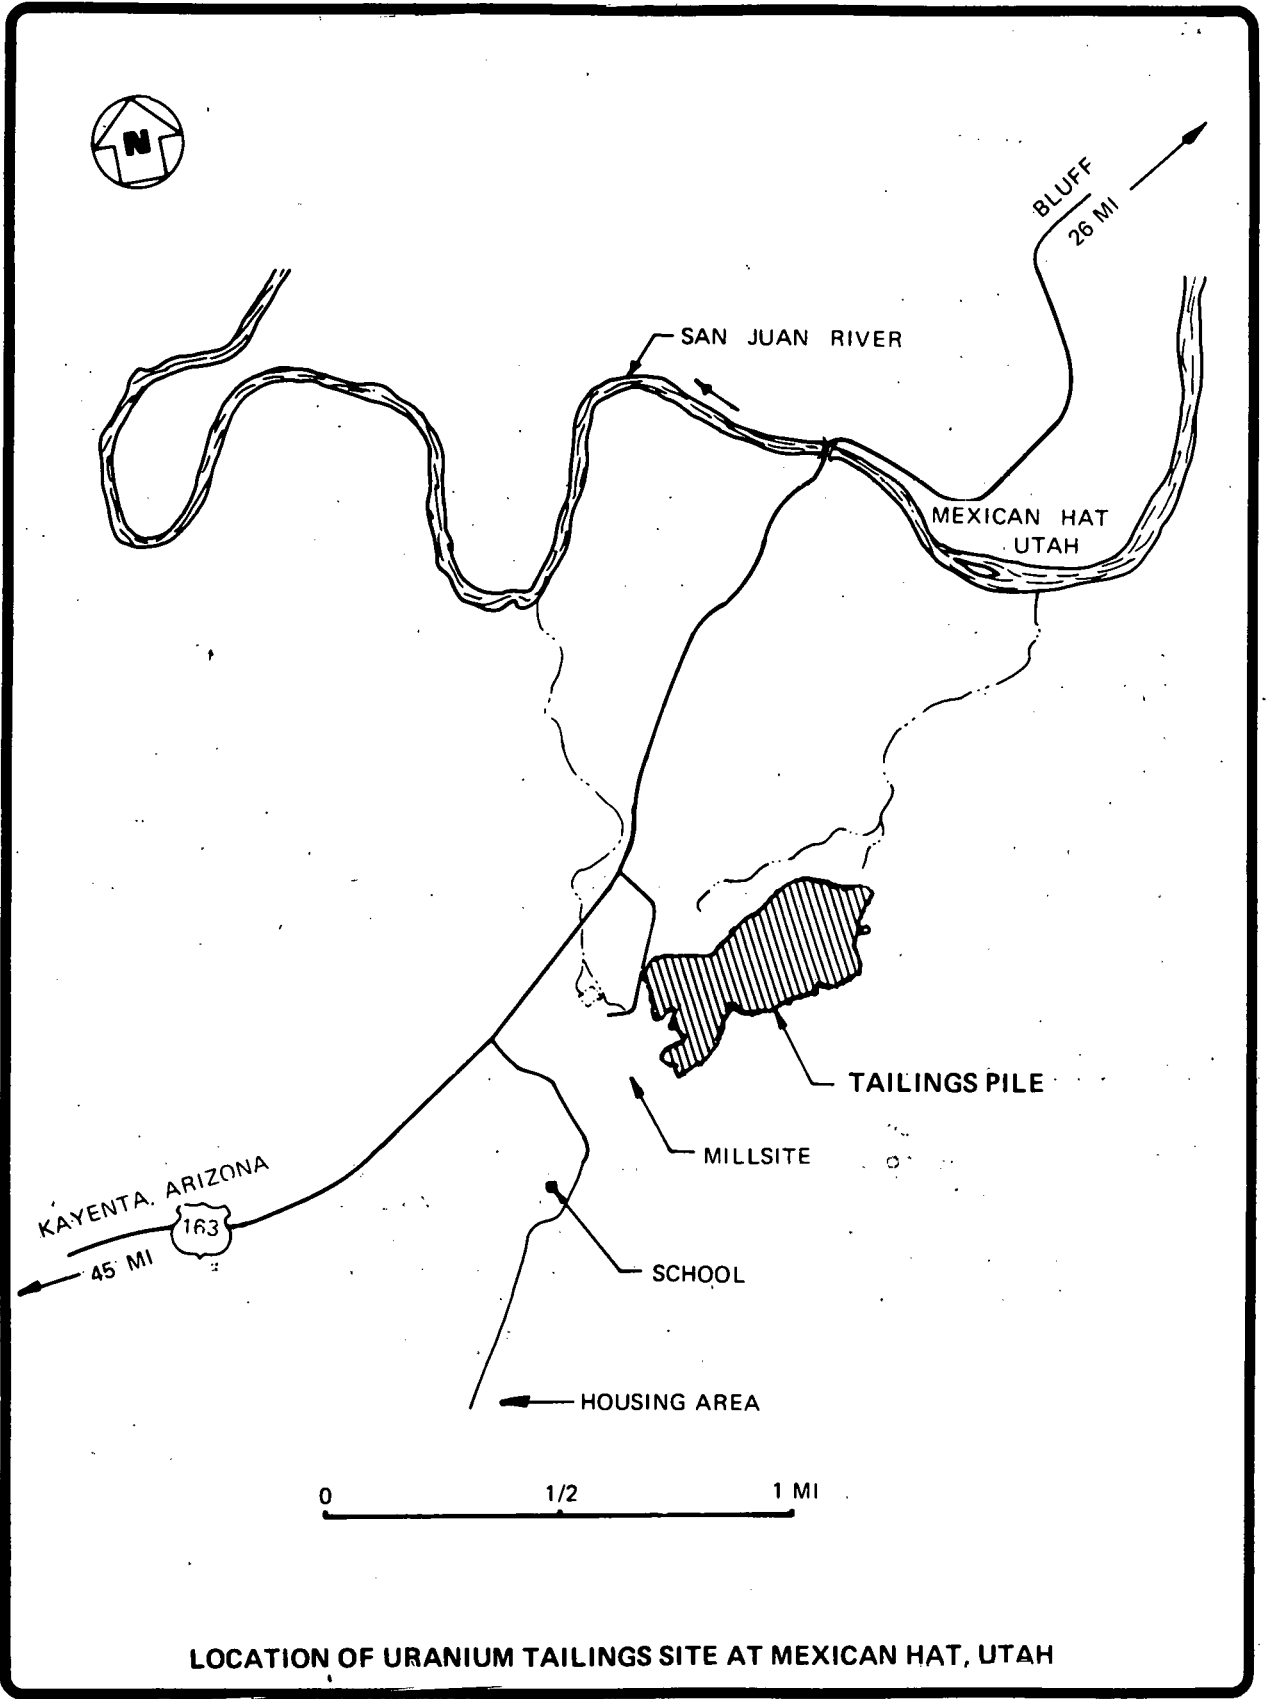 N
BLUFF
26 MI
SAN JUAN RIVER
MEXICAN HAT
UTAH
TAILINGS PILE
MILLSITE
KAYENTA, ARIZONA
163
45 MI
SCHOOL
HOUSING AREA
0 1/2 1 MI
LOCATION OF URANIUM TAILINGS SITE AT MEXICAN HAT, UTAH